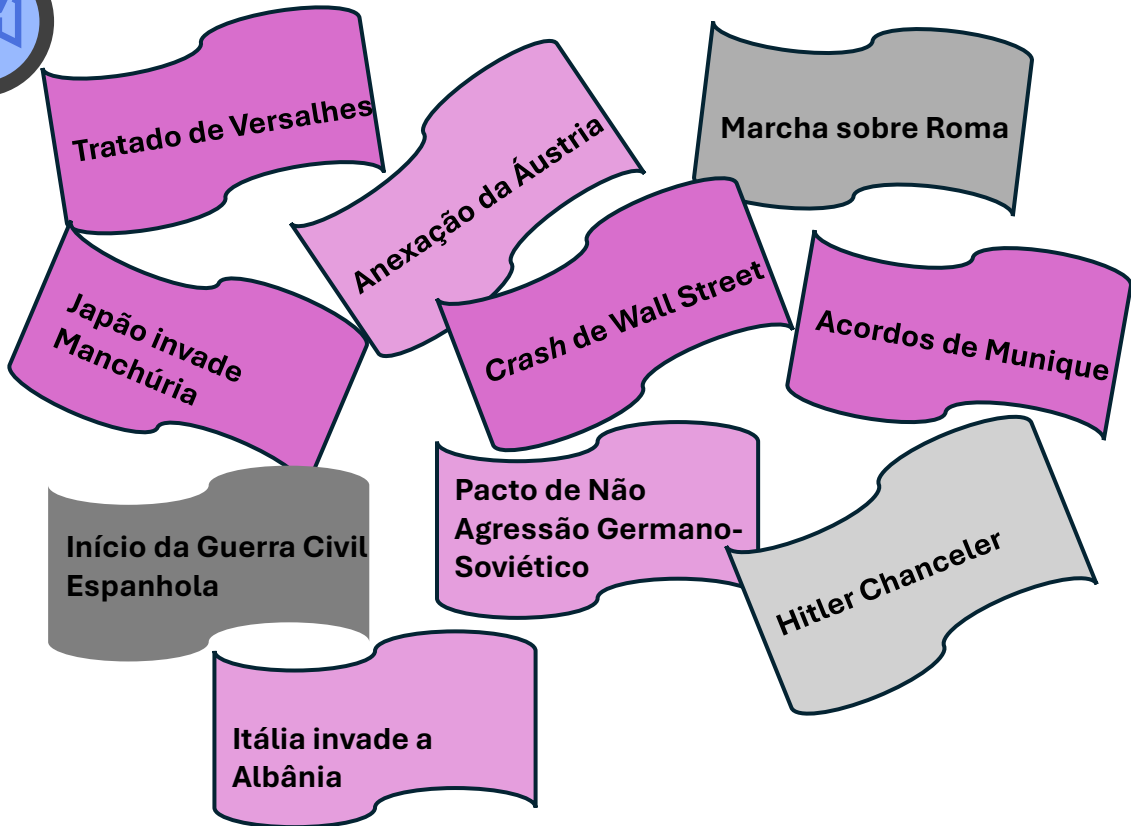 Tratado de Versalhes
Anexação da Áustria
Marcha sobre Roma
Japão invade
Manchúria
Crash de Wall Street
Acordos de Munique
Início da Guerra Civil
Espanhola
Pacto de Não
Agressão Germano-
Soviético
Hitler Chanceler
Itália invade a
Albânia